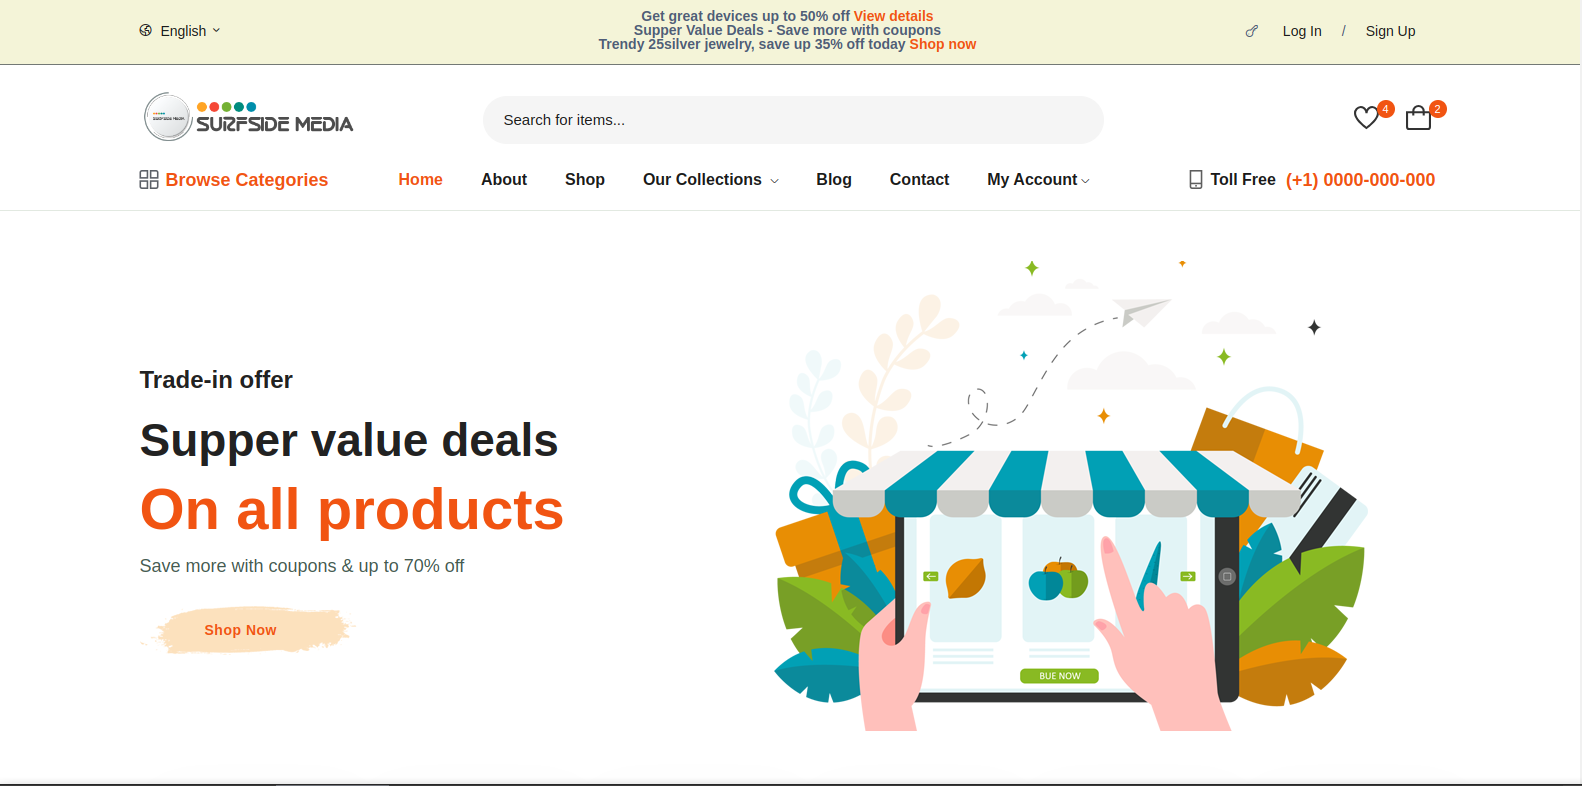 English
Get great devices up to 50% off View details
Supper Value Deals - Save more with coupons
Trendy 25silver jewelry, save up 35% off today Shop now
Log In / Sign Up
SURFSIDE MEDIA
SURFSIDE MEDIA
Search for items...
4
2
Browse Categories
Home
About
Shop
Our Collections
Blog
Contact
My Account
Toll Free (+1) 0000-000-000
Trade-in offer
Supper value deals
On all products
Save more with coupons & up to 70% off
Shop Now
BUE NOW